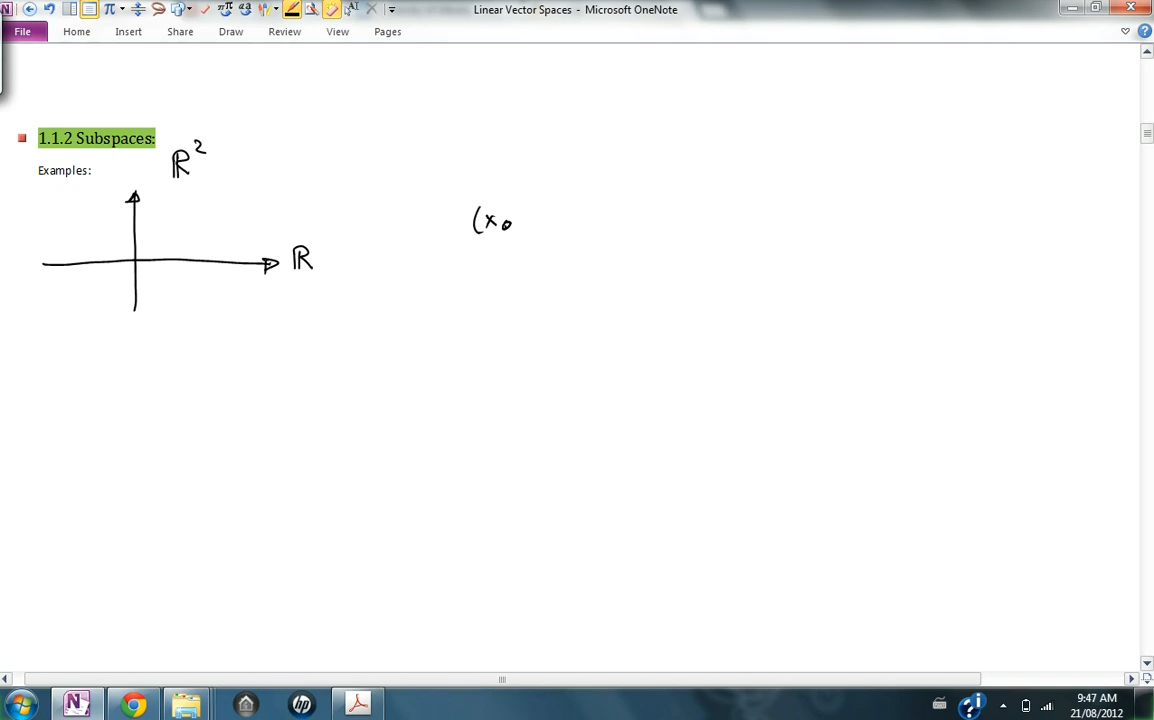 Linear Vector Spaces - Microsoft OneNote
File Home Insert Share Draw Review View Pages
1.1.2 Subspaces:
Examples:
ℝ²
(x₀
ℝ
9:47 AM
21/08/2012